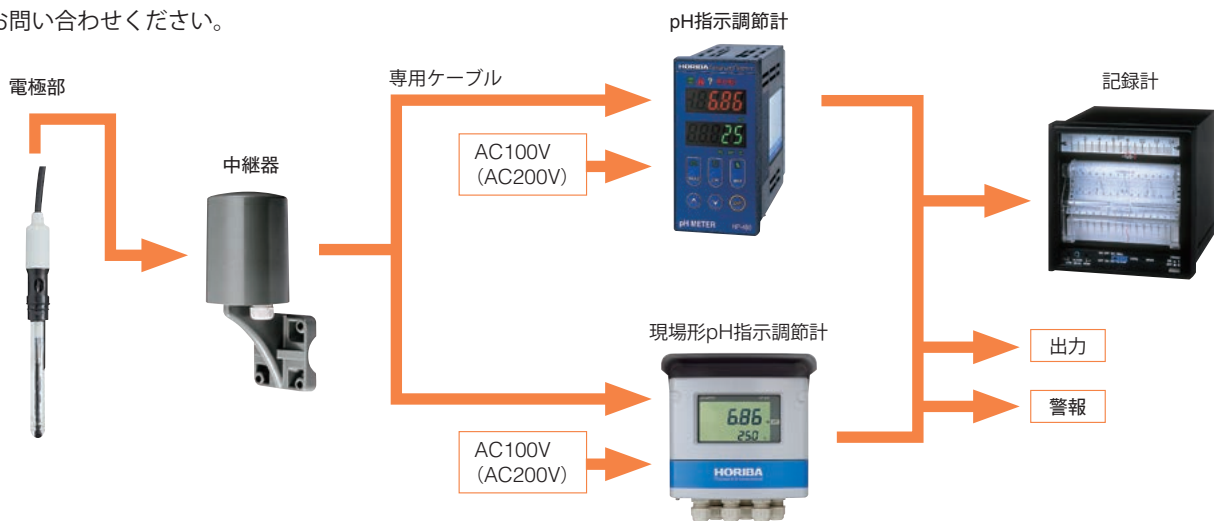 お問い合わせください。
pH指示調節計
電極部
専用ケーブル
記録計
中継器
AC100V
（AC200V）
HORIBA
6.86
25
pH METER
現場形pH指示調節計
出力
警報
6.86
25.0
AC100V
（AC200V）
HORIBA